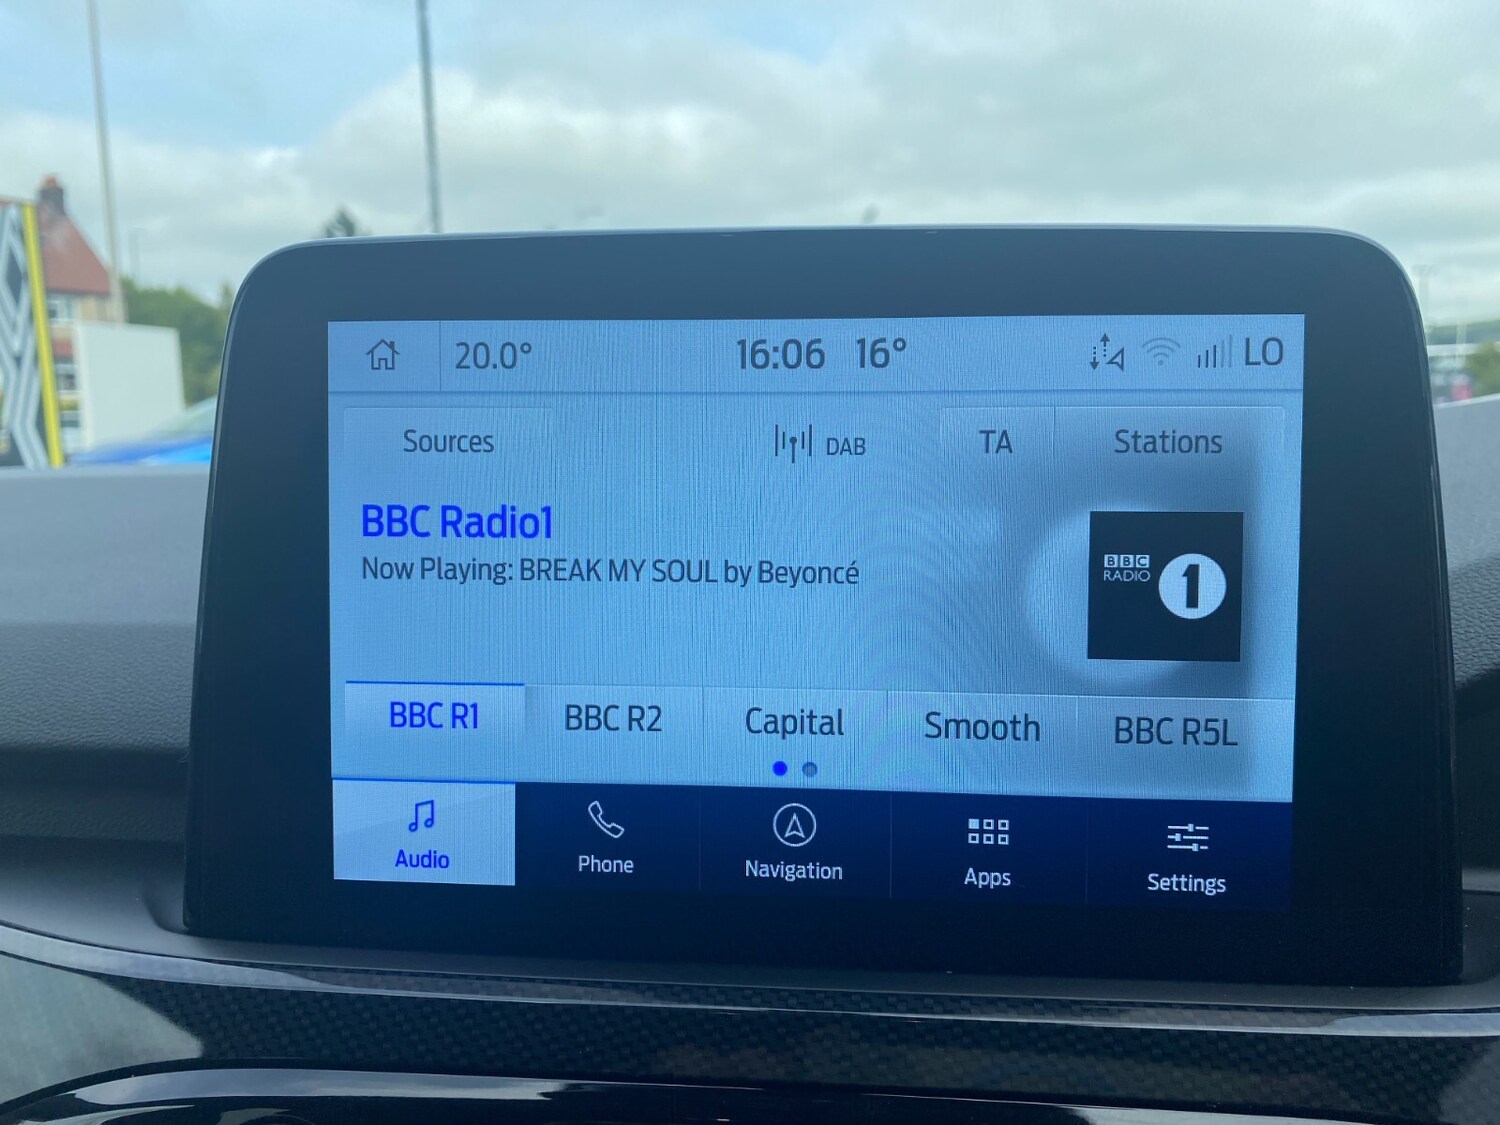 20.0°
16:06 16°
LO
Sources
DAB
TA
Stations
BBC Radio1
Now Playing: BREAK MY SOUL by Beyoncé
BBC
RADIO
1
BBC R1
BBC R2
Capital
Smooth
BBC R5L
Audio
Phone
Navigation
Apps
Settings